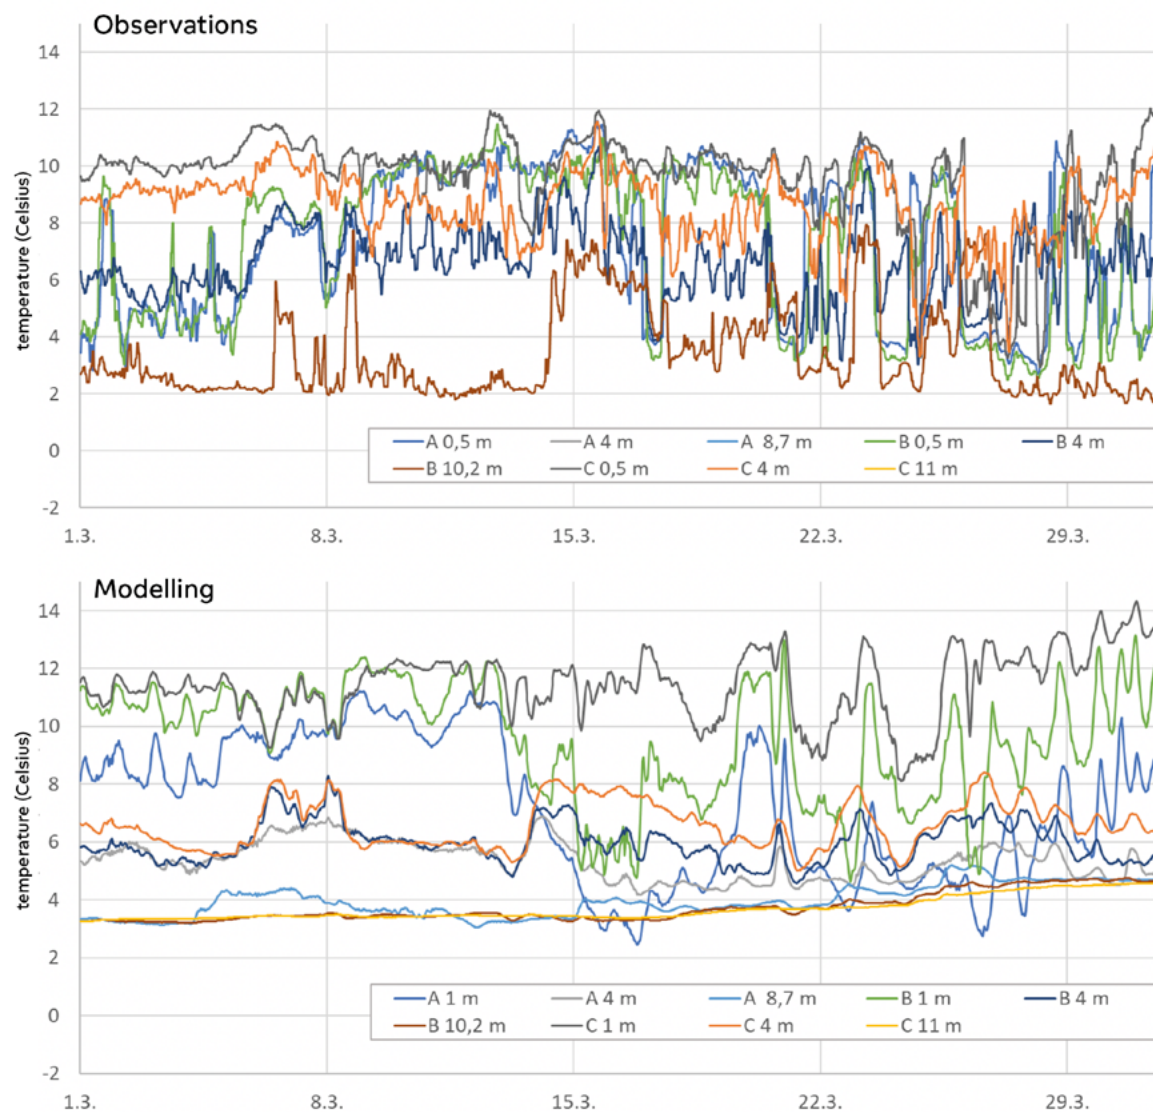 Observations
temperature (Celsius)
14
12
10
8
6
4
2
0
-2
A 0,5 m A 4 m A 8,7 m B 0,5 m B 4 m
B 10,2 m C 0,5 m C 4 m C 11 m
1.3. 8.3. 15.3. 22.3. 29.3.
Modelling
temperature (Celsius)
14
12
10
8
6
4
2
0
-2
A 1 m A 4 m A 8,7 m B 1 m B 4 m
B 10,2 m C 1 m C 4 m C 11 m
1.3. 8.3. 15.3. 22.3. 29.3.